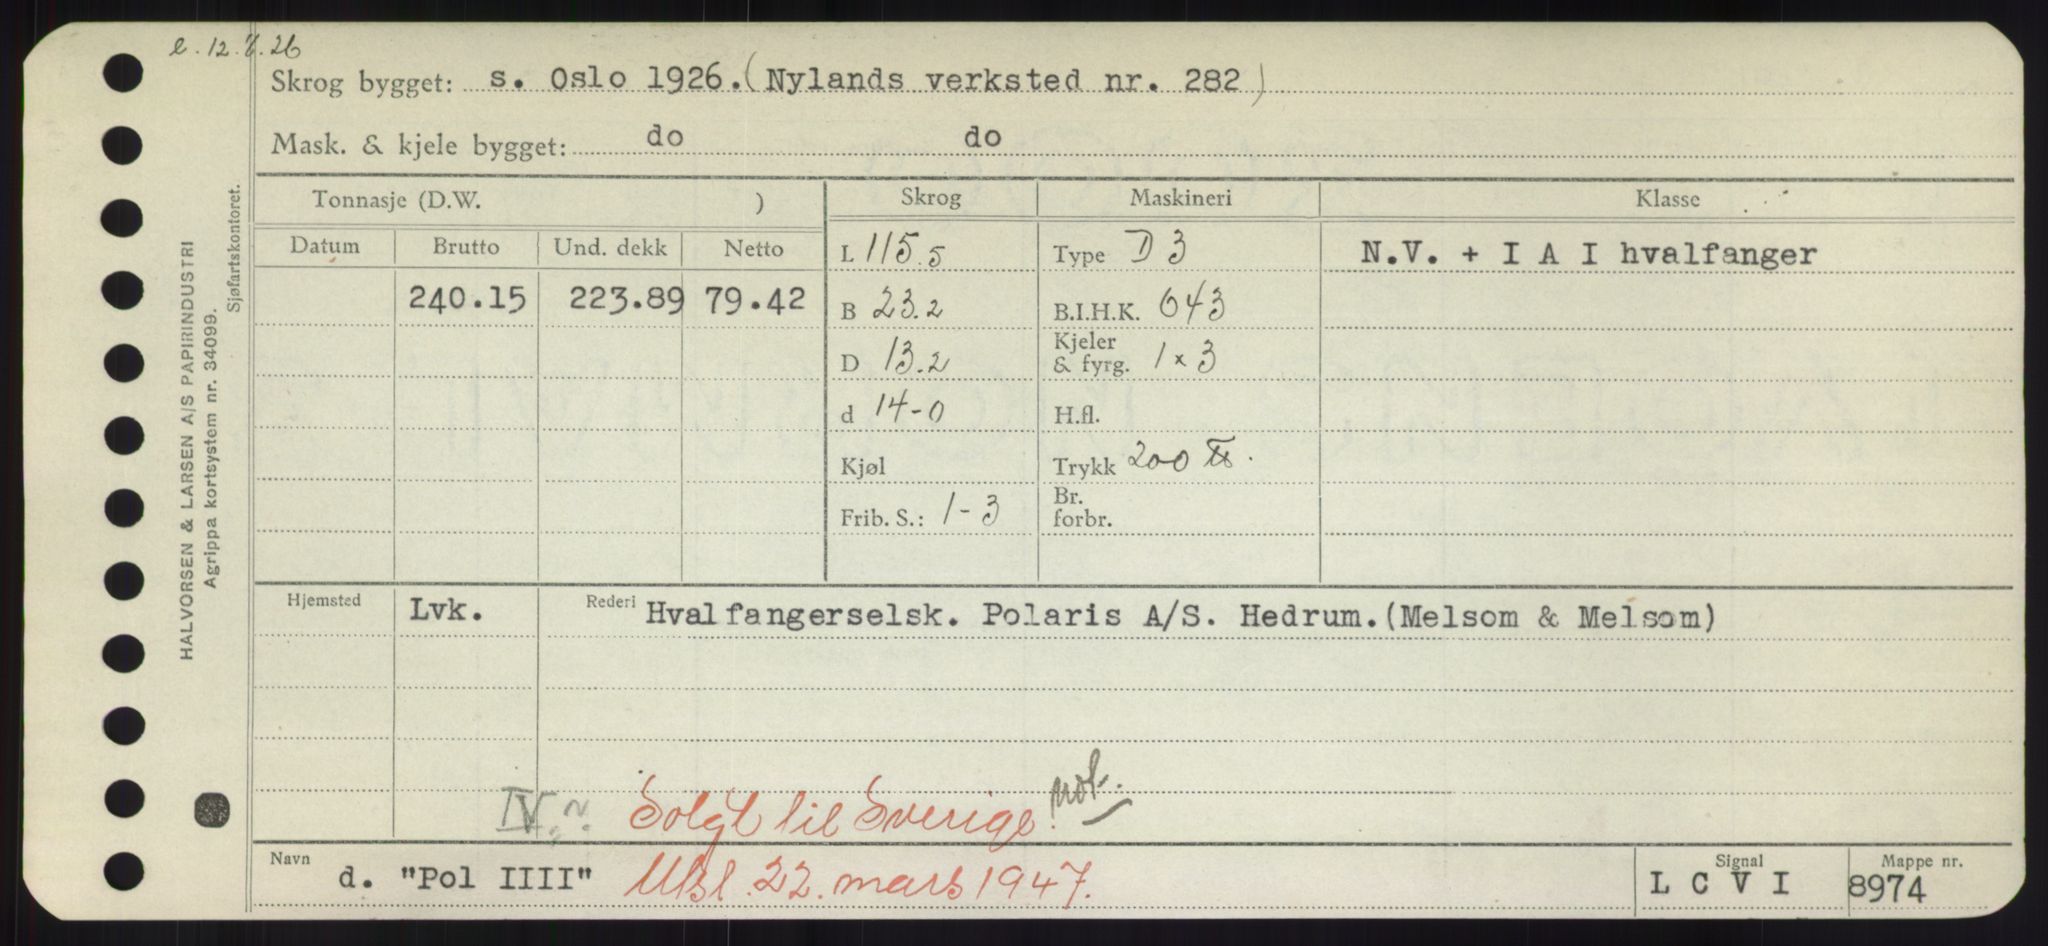 e. 12.7.26
Skrog bygget: s. Oslo 1926. (Nylands verksted nr. 282)
Mask. & kjele bygget: do do
Tonnasje (D.W. ) Skrog Maskineri Klasse
Datum Brutto Und. dekk Netto L 115.5 Type D 3 N.V. + I A I hvalfanger
240.15 223.89 79.42 B 23.2 B.I.H.K. 643
D 13.2 Kjeler & fyrg. 1 x 3
d 14-0 H.fl.
Kjøl Trykk 200 ℔.
Frib. S.: 1-3 Br. forbr.
Hjemsted Lvk. Rederi Hvalfangerselsk. Polaris A/S. Hedrum. (Melsom & Melsom)
IV. Solgt til Sverige. not.
Navn d. "Pol IIII" Utsl. 22. mars 1947. Signal L C V I Mappe nr. 8974
HALVORSEN & LARSEN A/S PAPIRINDUSTRI
Agrippa kortsystem nr. 34099.
Sjøfartskontoret.